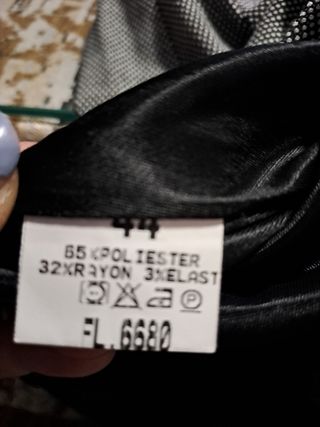 44
65%POLIESTER
32%RAYON 3%ELAST
P
FL.6680